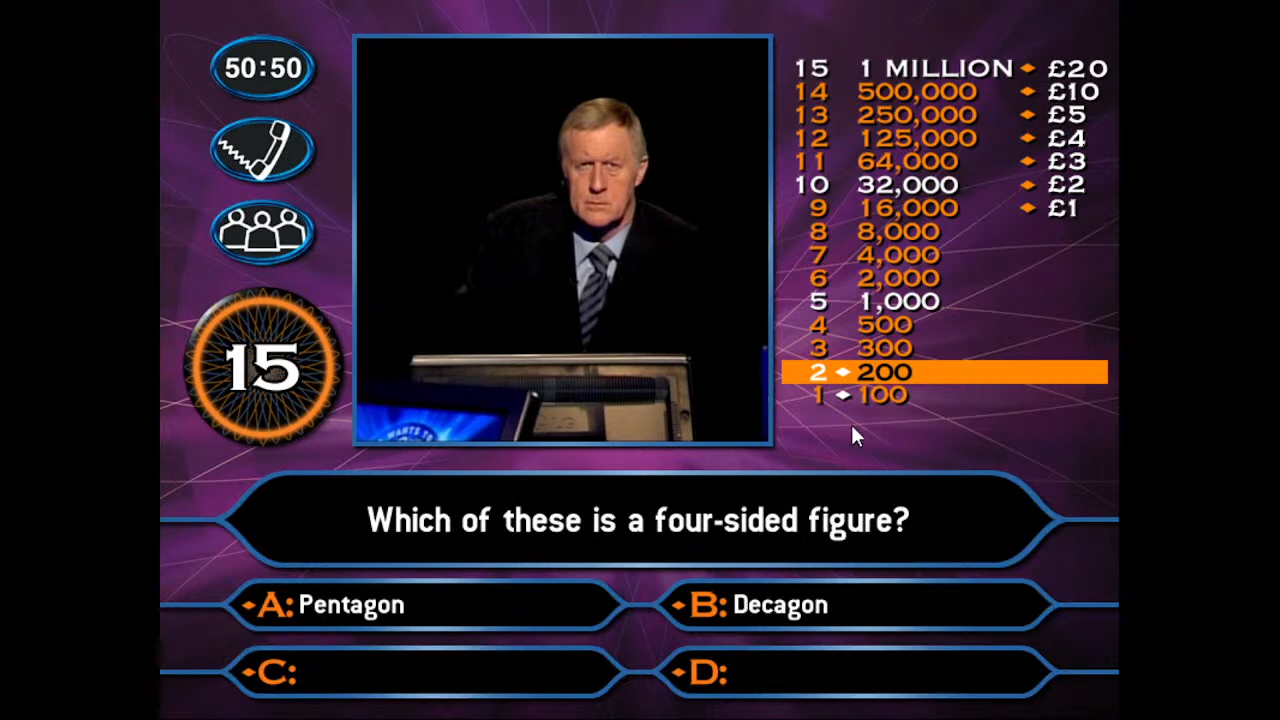 50:50
15 1 MILLION £20
14 500,000 £10
13 250,000 £5
12 125,000 £4
11 64,000 £3
10 32,000 £2
9 16,000 £1
8 8,000
7 4,000
6 2,000
5 1,000
4 500
3 300
2 200
1 100
15
WANTS TO
Which of these is a four-sided figure?
A: Pentagon
B: Decagon
C:
D: